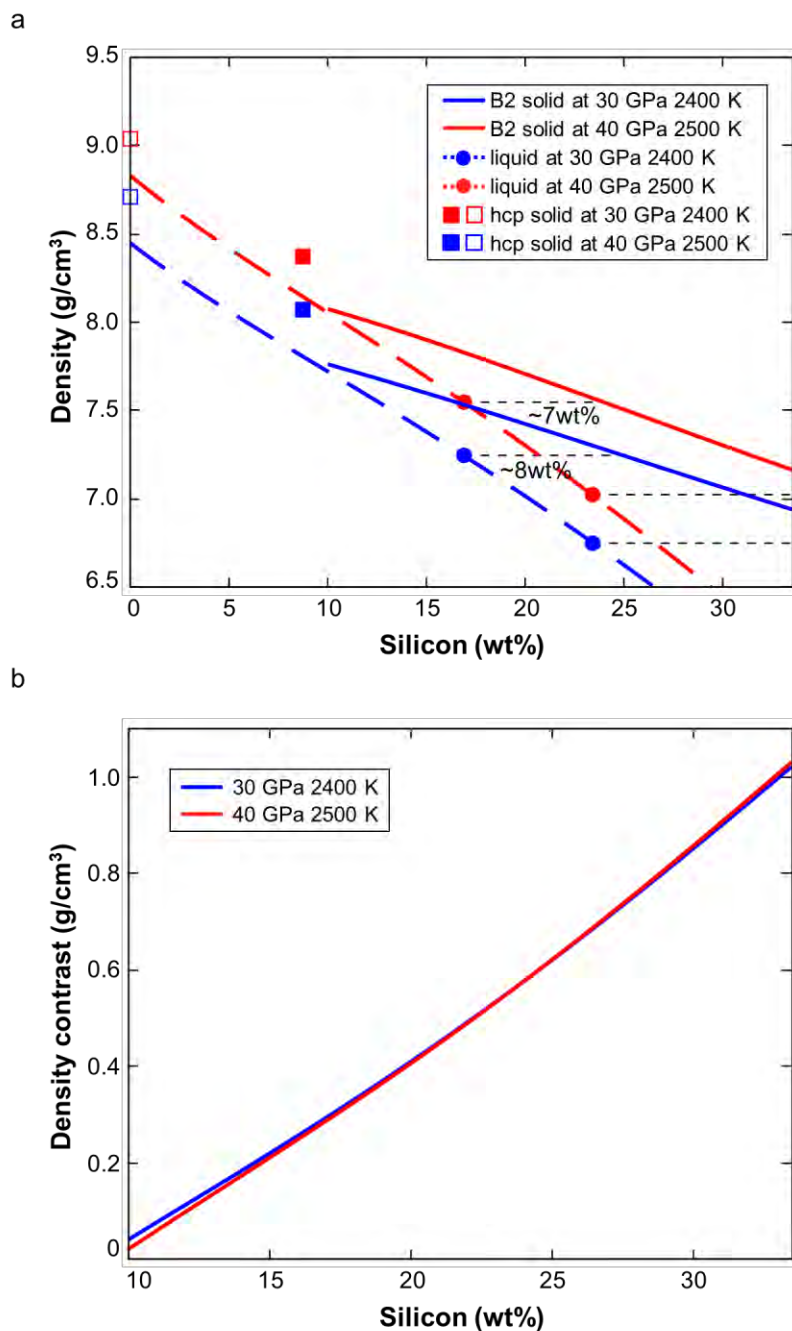 a
9.5
9.0
8.5
8.0
7.5
7.0
6.5
Density (g/cm³)
B2 solid at 30 GPa 2400 K
B2 solid at 40 GPa 2500 K
liquid at 30 GPa 2400 K
liquid at 40 GPa 2500 K
hcp solid at 30 GPa 2400 K
hcp solid at 40 GPa 2500 K
~7wt%
~8wt%
0 5 10 15 20 25 30
Silicon (wt%)
b
1.0
0.8
0.6
0.4
0.2
0
Density contrast (g/cm³)
30 GPa 2400 K
40 GPa 2500 K
10 15 20 25 30
Silicon (wt%)